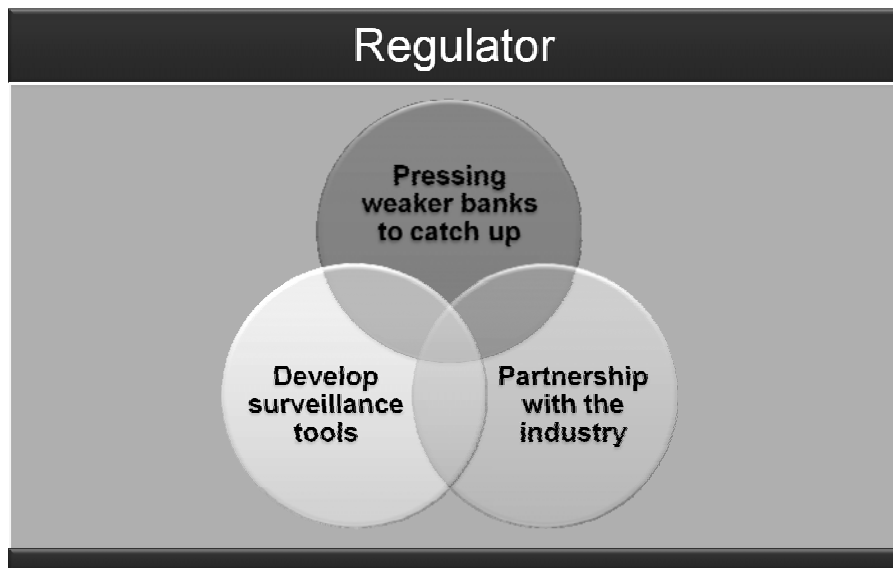 Regulator
Pressing
weaker banks
to catch up
Develop
surveillance
tools
Partnership
with the
industry